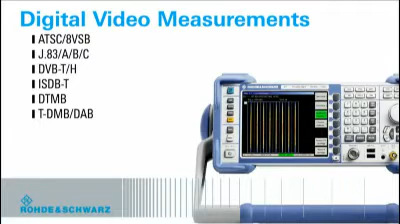 Digital Video Measurements
ATSC/8VSB
J.83/A/B/C
DVB-T/H
ISDB-T
DTMB
T-DMB/DAB
ROHDE&SCHWARZ